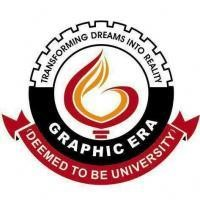 TRANSFORMING DREAMS INTO REALITY
GRAPHIC ERA
DEEMED TO BE UNIVERSITY